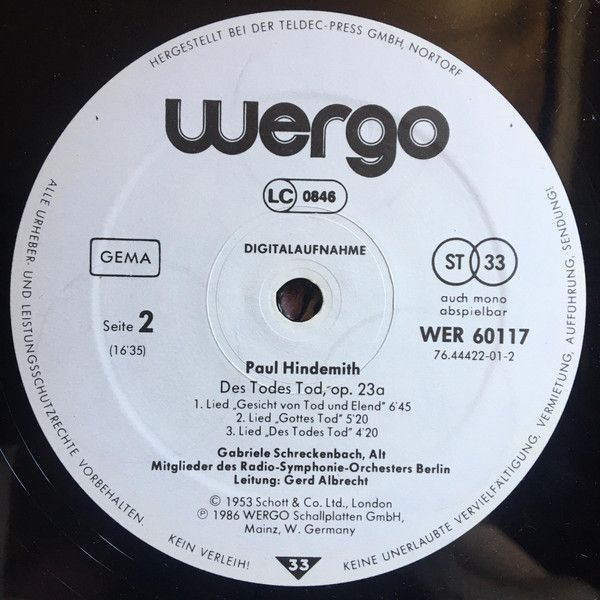 HERGESTELLT BEI DER TELDEC-PRESS GMBH, NORTORF
wergo
LC 0846
DIGITALAUFNAHME
GEMA
ST 33
auch mono
abspielbar
Seite 2
(16'35)
WER 60117
76.44422-01-2
Paul Hindemith
Des Todes Tod, op. 23a
1. Lied „Gesicht von Tod und Elend" 6'45
2. Lied „Gottes Tod" 5'20
3. Lied „Des Todes Tod" 4'20
Gabriele Schreckenbach, Alt
Mitglieder des Radio-Symphonie-Orchesters Berlin
Leitung: Gerd Albrecht
© 1953 Schott & Co. Ltd., London
℗ 1986 WERGO Schallplatten GmbH,
Mainz, W. Germany
ALLE URHEBER- UND LEISTUNGSSCHUTZRECHTE VORBEHALTEN.
KEIN VERLEIH!
33
KEINE UNERLAUBTE VERVIELFÄLTIGUNG, VERMIETUNG, AUFFÜHRUNG, SENDUNG!